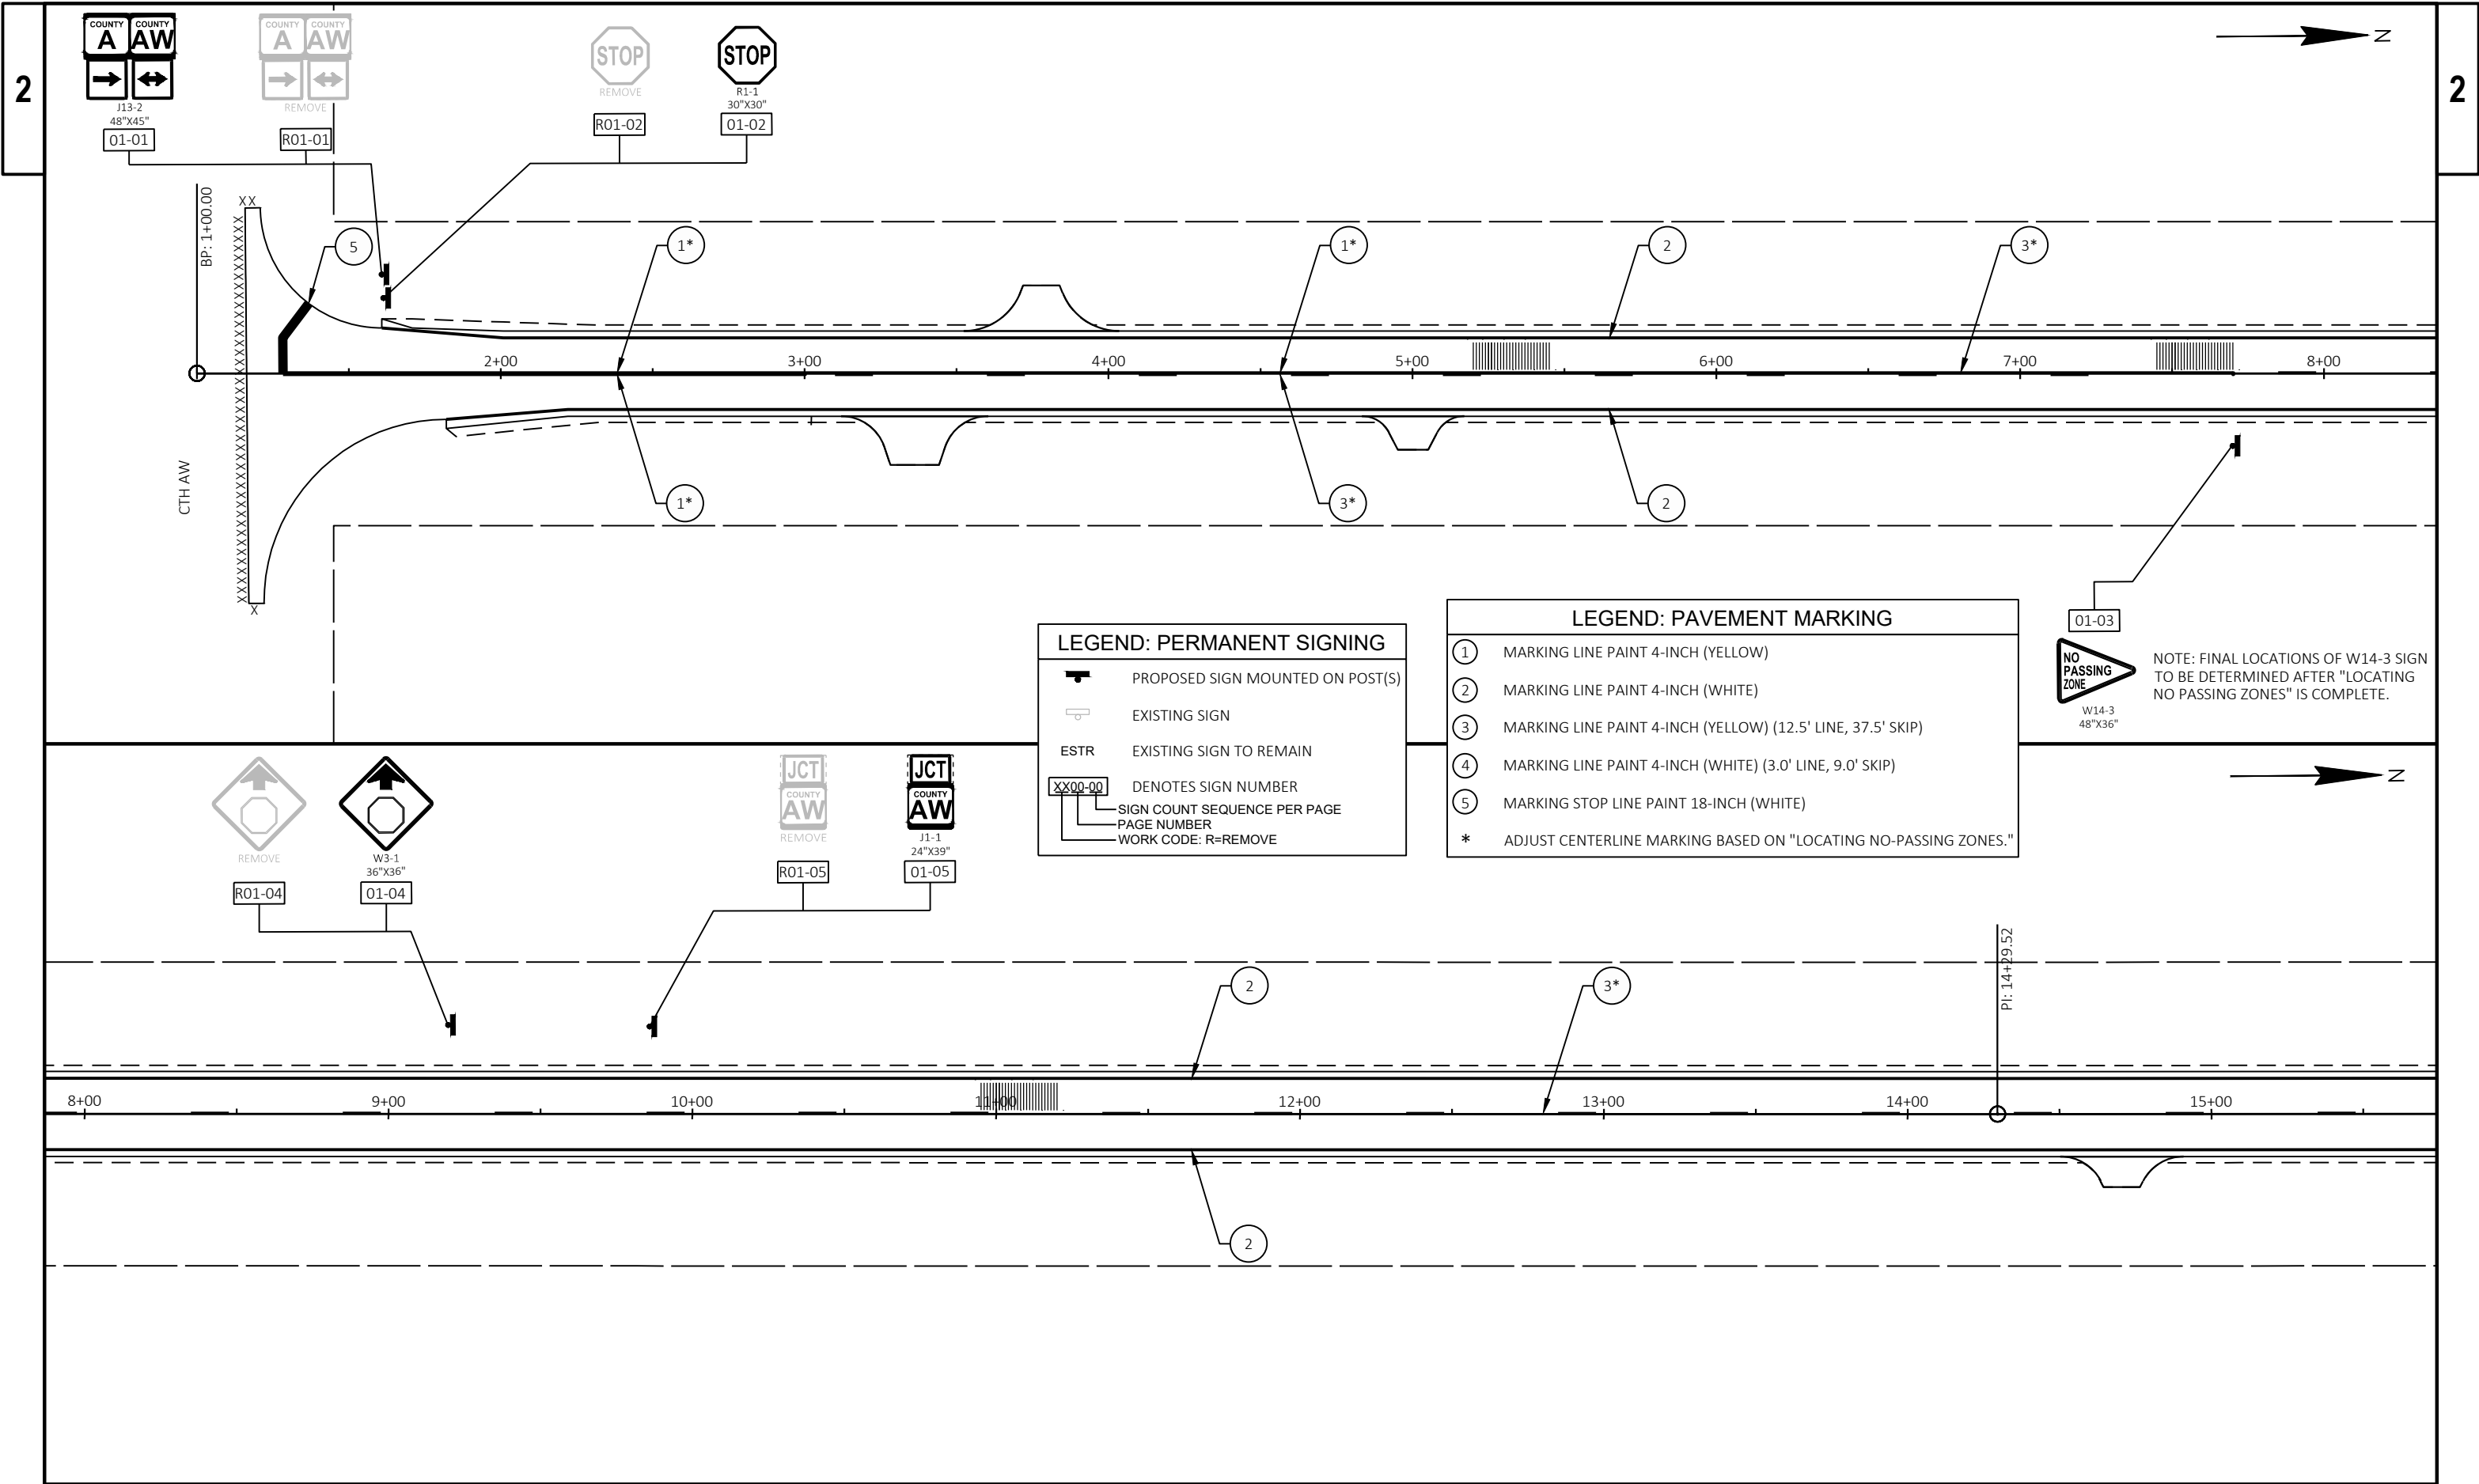 2
2
COUNTY A
COUNTY AW
J13-2
48"X45"
01-01
COUNTY A
COUNTY AW
REMOVE
R01-01
STOP
REMOVE
R01-02
STOP
R1-1
30"X30"
01-02
N
BP: 1+00.00
XX
XXXXXXXXXXXXXXXXXXXXXXXXXXXXXXXXXXXXXXXX
X
CTH AW
5
1*
1*
2
3*
2+00
3+00
4+00
5+00
6+00
7+00
8+00
1*
3*
2
01-03
NO
PASSING
ZONE
W14-3
48"X36"
NOTE: FINAL LOCATIONS OF W14-3 SIGN
TO BE DETERMINED AFTER "LOCATING
NO PASSING ZONES" IS COMPLETE.
LEGEND: PERMANENT SIGNING
PROPOSED SIGN MOUNTED ON POST(S)
EXISTING SIGN
ESTR EXISTING SIGN TO REMAIN
XX00-00 DENOTES SIGN NUMBER
SIGN COUNT SEQUENCE PER PAGE
PAGE NUMBER
WORK CODE: R=REMOVE
LEGEND: PAVEMENT MARKING
1 MARKING LINE PAINT 4-INCH (YELLOW)
2 MARKING LINE PAINT 4-INCH (WHITE)
3 MARKING LINE PAINT 4-INCH (YELLOW) (12.5' LINE, 37.5' SKIP)
4 MARKING LINE PAINT 4-INCH (WHITE) (3.0' LINE, 9.0' SKIP)
5 MARKING STOP LINE PAINT 18-INCH (WHITE)
* ADJUST CENTERLINE MARKING BASED ON "LOCATING NO-PASSING ZONES."
REMOVE
R01-04
W3-1
36"X36"
01-04
JCT
COUNTY
AW
REMOVE
R01-05
JCT
COUNTY
AW
J1-1
24"X39"
01-05
N
2
3*
PI: 14+29.52
8+00
9+00
10+00
11+00
12+00
13+00
14+00
15+00
2